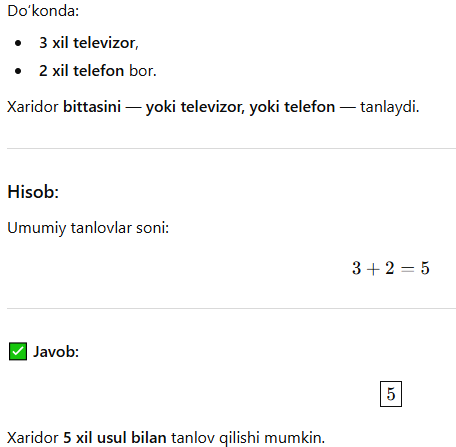 Do‘konda:
• 3 xil televizor,
• 2 xil telefon bor.
Xaridor bittasini — yoki televizor, yoki telefon — tanlaydi.
Hisob:
Umumiy tanlovlar soni:
3 + 2 = 5
✅ Javob:
5
Xaridor 5 xil usul bilan tanlov qilishi mumkin.